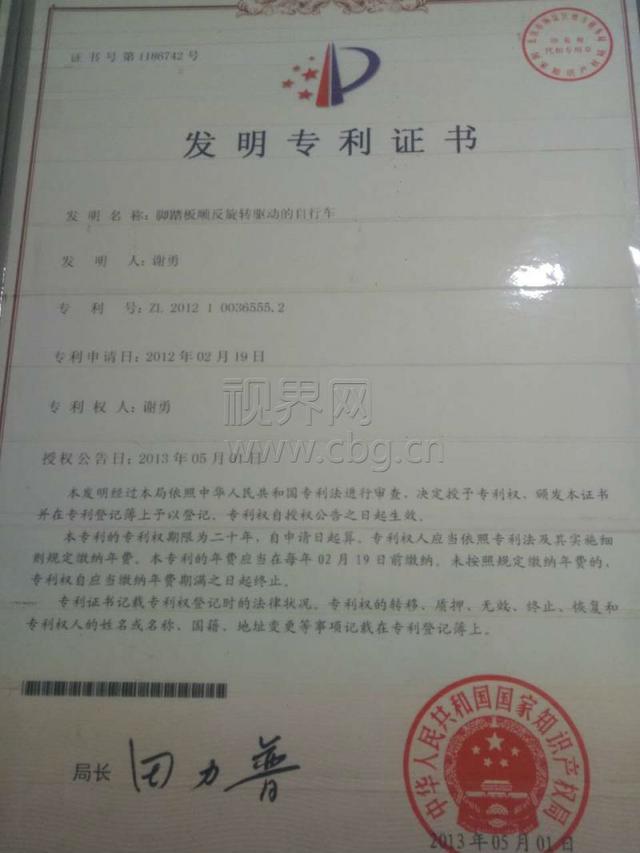 证书号第1186742号
发明专利证书
发明名称:脚踏板顺反旋转驱动的自行车
发明人:谢勇
专利号:ZL 2012 1 0036555.2
专利申请日:2012年02月19日
专利权人:谢勇
视界网
www.cbg.cn
授权公告日:2013年05月01日
本发明经过本局依照中华人民共和国专利法进行审查,决定授予专利权,颁发本证书
并在专利登记簿上予以登记。专利权自授权公告之日起生效。
本专利的专利权期限为二十年,自申请日起算。专利权人应当依照专利法及其实施细
则规定缴纳年费。本专利的年费应当在每年02月19日前缴纳。未按照规定缴纳年费的,
专利权自应当缴纳年费期满之日起终止。
专利证书记载专利权登记时的法律状况。专利权的转移、质押、无效、终止、恢复和
专利权人的姓名或名称、国籍、地址变更等事项记载在专利登记簿上。
局长
田力普
中华人民共和国国家知识产权局
2013年05月01日